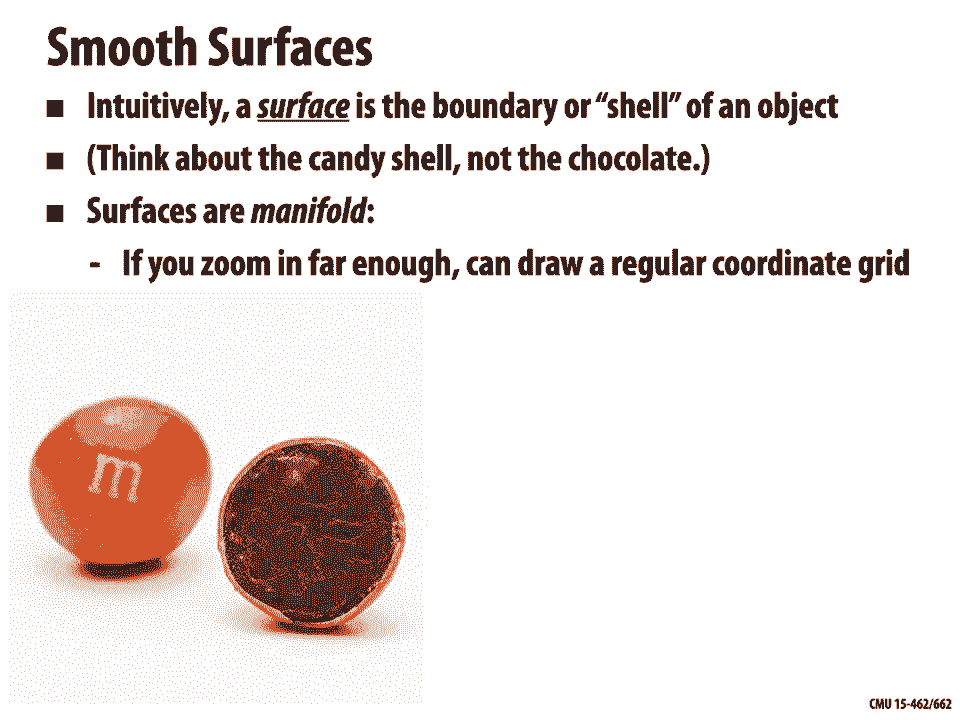 Smooth Surfaces
■ Intuitively, a surface is the boundary or “shell” of an object
■ (Think about the candy shell, not the chocolate.)
■ Surfaces are manifold:
- If you zoom in far enough, can draw a regular coordinate grid
m
CMU 15-462/662